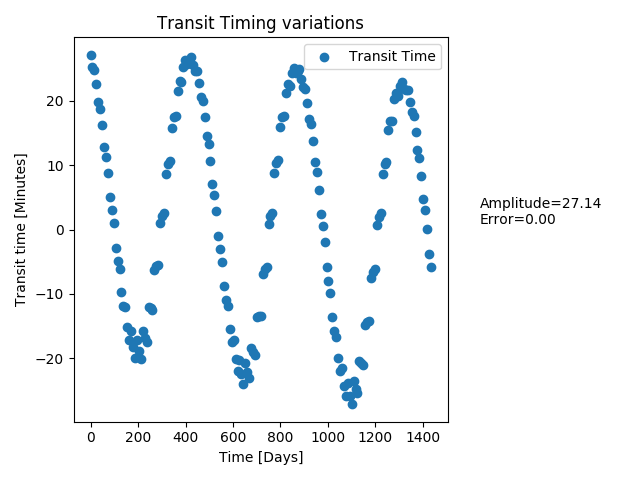 Transit Timing variations
Transit Time
Transit time [Minutes]
20
10
0
−10
−20
0 200 400 600 800 1000 1200 1400
Time [Days]
Amplitude=27.14
Error=0.00